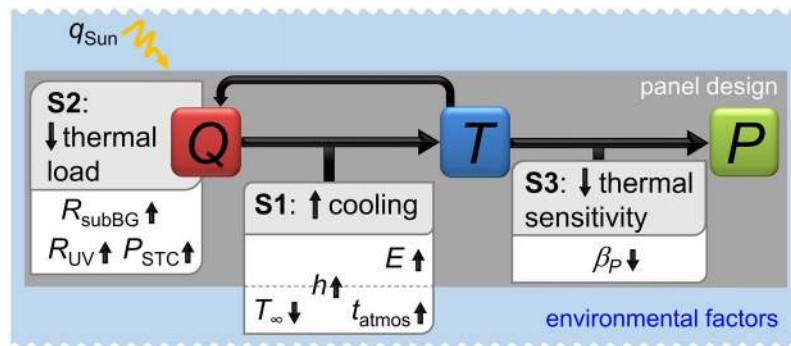 qSun
panel design
S2:
↓ thermal
load
Q
T
P
RsubBG ↑
RUV ↑ PSTC ↑
S1: ↑ cooling
E ↑
h ↑
T∞ ↓ tatmos ↑
S3: ↓ thermal
sensitivity
βP ↓
environmental factors